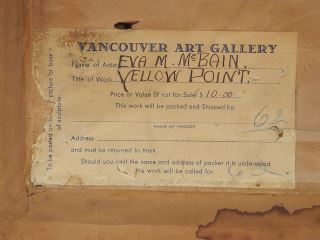 VANCOUVER ART GALLERY
Name of Artist EVA M. McBAIN.
Title of Work YELLOW POINT.
Price or Value (if not for Sale) $ 10.00
This work will be packed and Shipped by:
NAME OF PACKER
Address
and must be returned to them.
Should you omit the name and address of packer it is understood
this work will be called for.
To be pasted on back of picture or base
of sculpture.